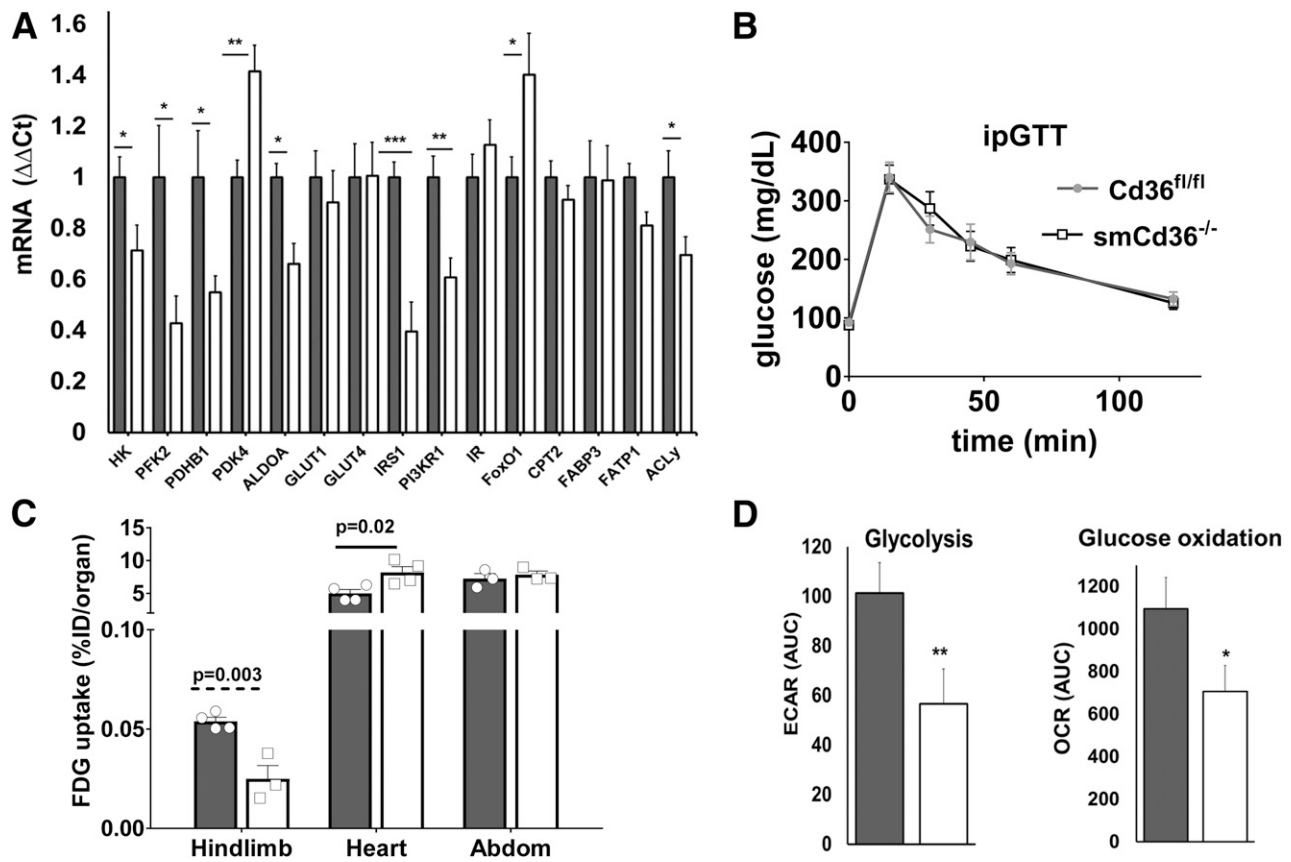 A
mRNA (ΔΔCt)
1.6
1.4
1.2
1
0.8
0.6
0.4
0.2
0
*
*
*
**
*
***
**
*
*
HK
PFK2
PDHB1
PDK4
ALDOA
GLUT1
GLUT4
IRS1
PI3KR1
IR
FoxO1
CPT2
FABP3
FATP1
ACLy
B
ipGTT
glucose (mg/dL)
400
300
200
100
0
0
50
100
time (min)
Cd36fl/fl
smCd36-/-
C
FDG uptake (%ID/organ)
15
10
5
0.10
0.05
0.00
p=0.003
p=0.02
Hindlimb
Heart
Abdom
D
Glycolysis
ECAR (AUC)
120
100
80
60
40
20
0
**
Glucose oxidation
OCR (AUC)
1200
1000
800
600
400
200
0
*